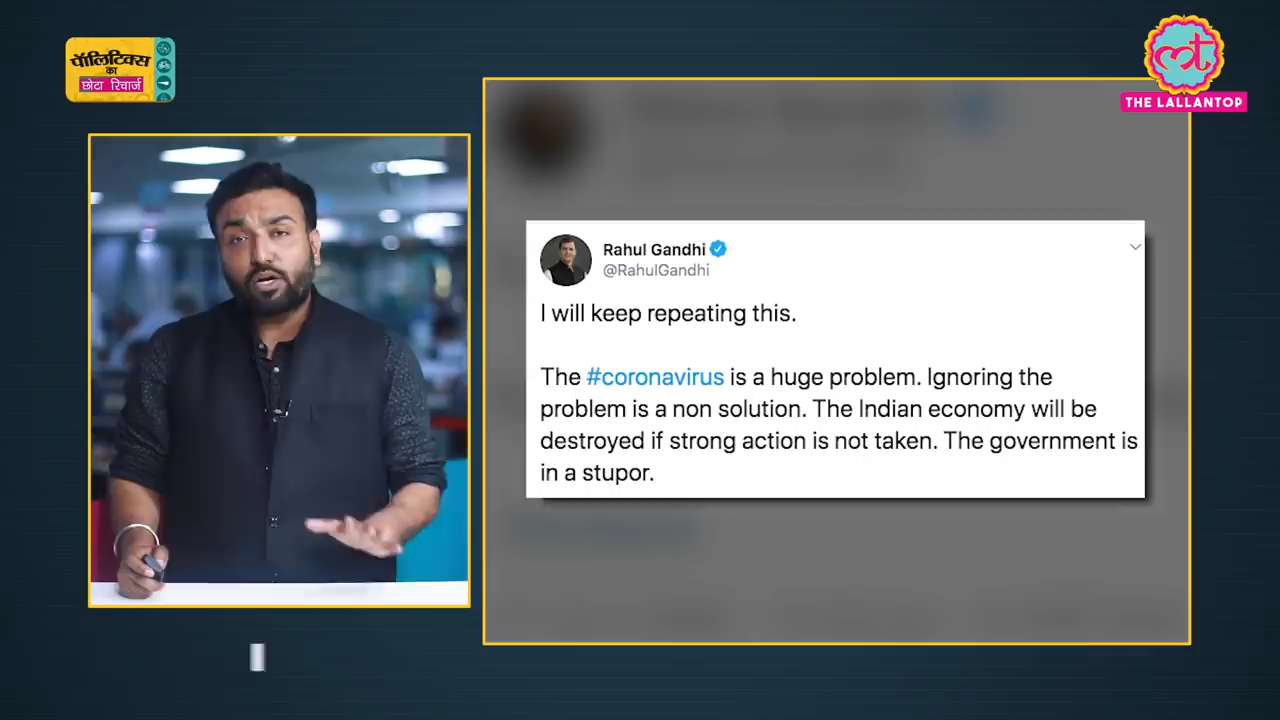 पॉलिटिक्स
का
छोटा रिचार्ज
THE LALLANTOP
Rahul Gandhi
@RahulGandhi
I will keep repeating this.
The #coronavirus is a huge problem. Ignoring the
problem is a non solution. The Indian economy will be
destroyed if strong action is not taken. The government is
in a stupor.